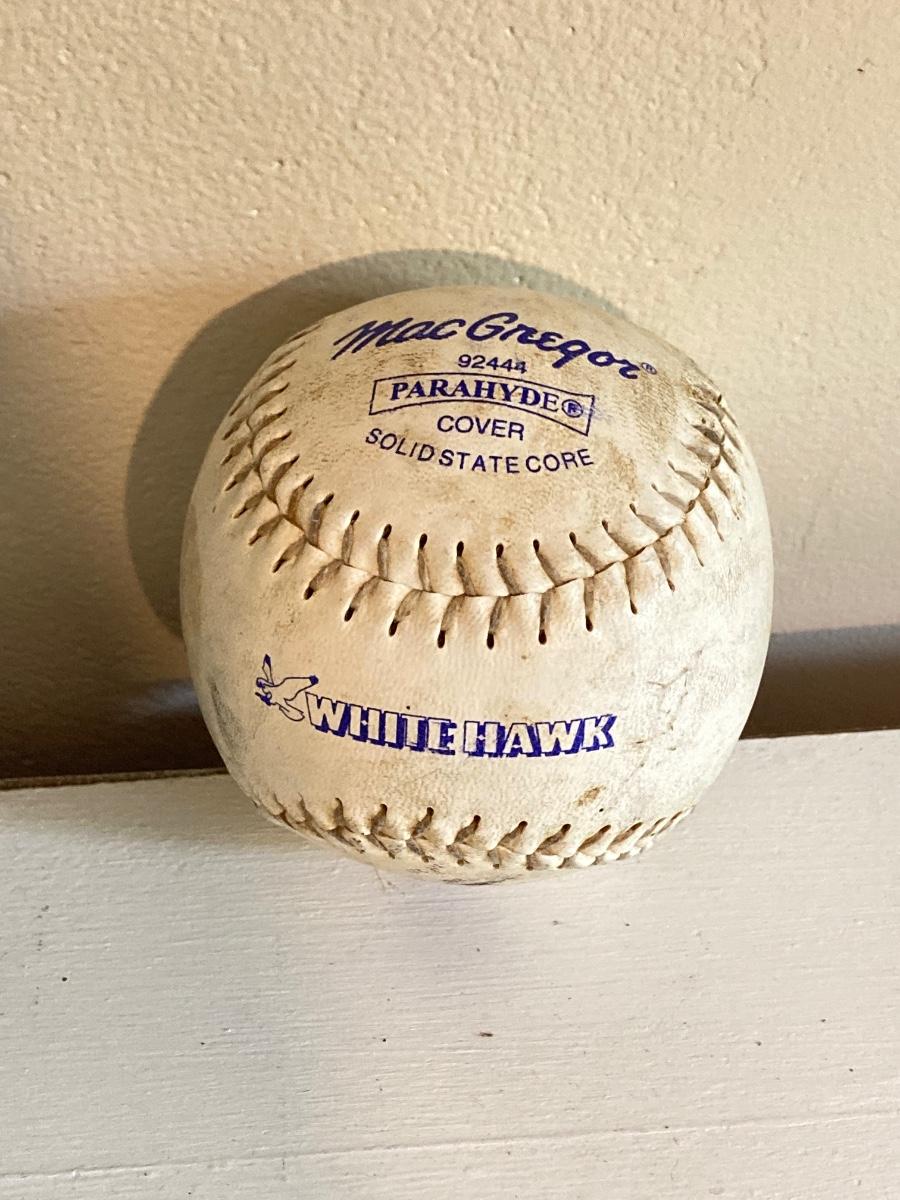 MacGregor®
92444
PARAHYDE®
COVER
SOLID STATE CORE
WHITE HAWK